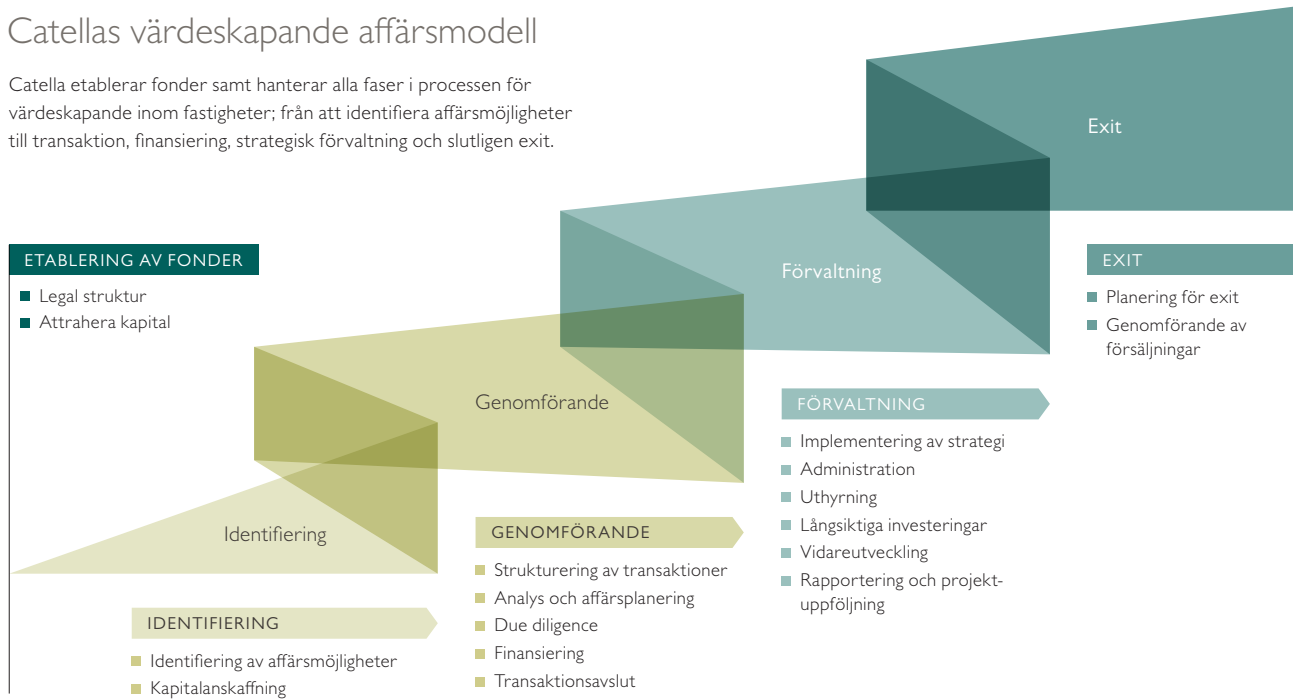 Catellas värdeskapande affärsmodell
Catella etablerar fonder samt hanterar alla faser i processen för
värdeskapande inom fastigheter; från att identifiera affärsmöjligheter
till transaktion, finansiering, strategisk förvaltning och slutligen exit.
ETABLERING AV FONDER
Legal struktur
Attrahera kapital
Identifiering
IDENTIFIERING
Identifiering av affärsmöjligheter
Kapitalanskaffning
Genomförande
GENOMFÖRANDE
Strukturering av transaktioner
Analys och affärsplanering
Due diligence
Finansiering
Transaktionsavslut
Förvaltning
FÖRVALTNING
Implementering av strategi
Administration
Uthyrning
Långsiktiga investeringar
Vidareutveckling
Rapportering och projekt-
uppföljning
Exit
EXIT
Planering för exit
Genomförande av
försäljningar